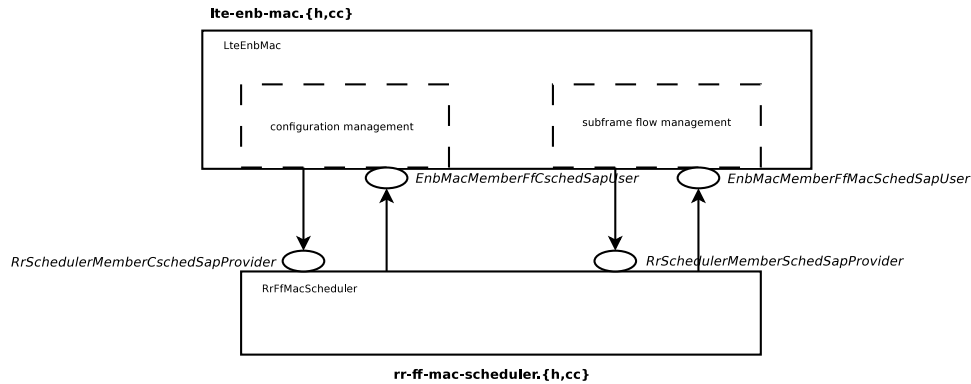 lte-enb-mac.{h,cc}
LteEnbMac
configuration management
subframe flow management
EnbMacMemberFfCschedSapUser
EnbMacMemberFfMacSchedSapUser
RrSchedulerMemberCschedSapProvider
RrSchedulerMemberSchedSapProvider
RrFfMacScheduler
rr-ff-mac-scheduler.{h,cc}